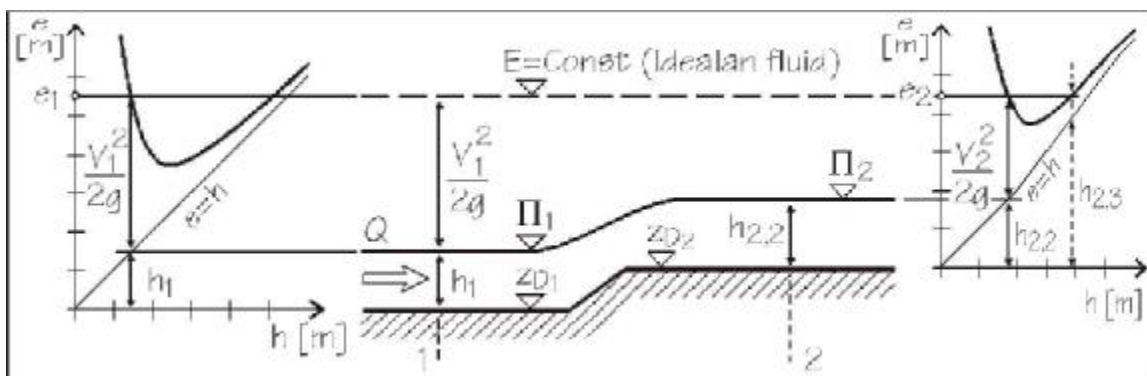 e
[m]
e1
V1²
2g
e=h
h1
h [m]
E=Const (Idealan fluid)
V1²
2g
Π1
Π2
Q
h1
zD1
zD2
h2,2
1
2
e
[m]
e2
V2²
2g
e=h
h2,3
h2,2
h [m]